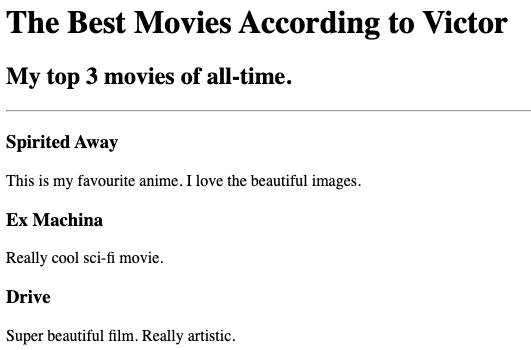 The Best Movies According to Victor
My top 3 movies of all-time.
Spirited Away
This is my favourite anime. I love the beautiful images.
Ex Machina
Really cool sci-fi movie.
Drive
Super beautiful film. Really artistic.